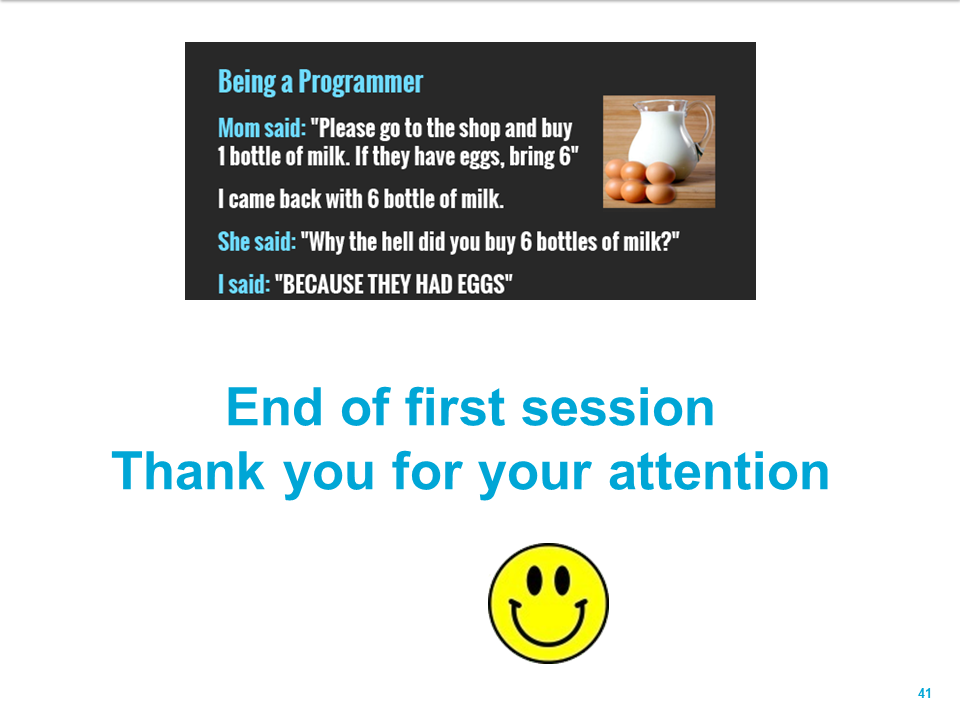 Being a Programmer
Mom said: "Please go to the shop and buy
1 bottle of milk. If they have eggs, bring 6"
I came back with 6 bottle of milk.
She said: "Why the hell did you buy 6 bottles of milk?"
I said: "BECAUSE THEY HAD EGGS"
End of first session
Thank you for your attention
41